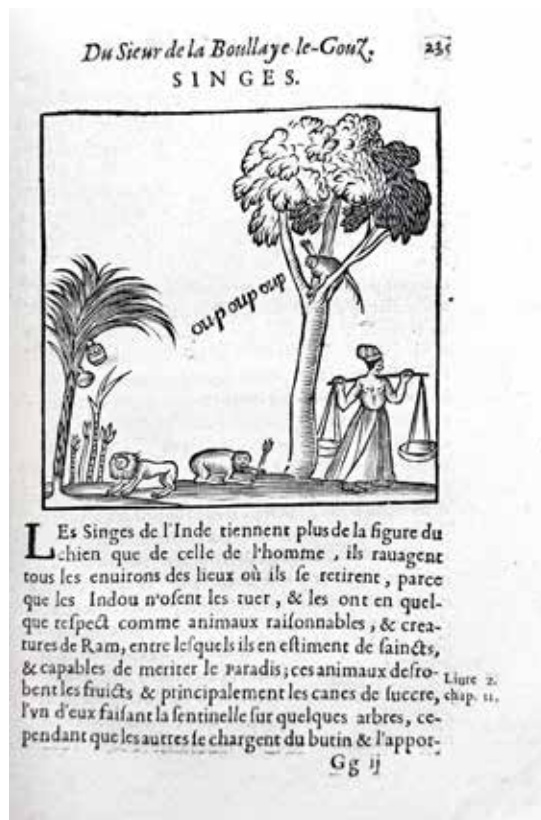 Du Sieur de la Boullaye-le-Gouz. 235
SINGES.
oup oup oup
LEs Singes de l'Inde tiennent plus de la figure du
chien que de celle de l'homme, ils rauagent
tous les enuirons des lieux où ils se retirent, parce
que les Indou n'osent les tuer, & les ont en quel-
que respect comme animaux raisonnables, & crea-
tures de Ram, entre lesquels ils en estiment de saincts,
& capables de meriter le Paradis; ces animaux desro-
bent les fruicts & principalement les canes de succre,
l'vn d'eux faisant la sentinelle sur quelques arbres, ce-
pendant que les autres se chargent du butin & l'appor-
Liure 2.
chap. 11.
Gg ij